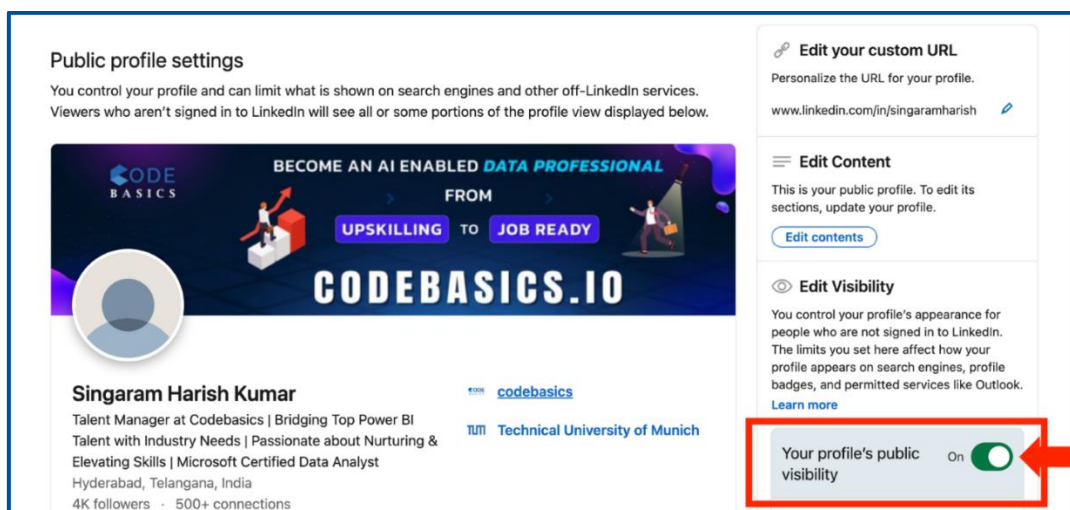 Public profile settings
You control your profile and can limit what is shown on search engines and other off-LinkedIn services.
Viewers who aren't signed in to LinkedIn will see all or some portions of the profile view displayed below.
CODE
BASICS
BECOME AN AI ENABLED DATA PROFESSIONAL
FROM
UPSKILLING TO JOB READY
CODEBASICS.IO
Singaram Harish Kumar
Talent Manager at Codebasics | Bridging Top Power BI
Talent with Industry Needs | Passionate about Nurturing &
Elevating Skills | Microsoft Certified Data Analyst
Hyderabad, Telangana, India
4K followers · 500+ connections
CODE codebasics
TUM Technical University of Munich
Edit your custom URL
Personalize the URL for your profile.
www.linkedin.com/in/singaramharish
Edit Content
This is your public profile. To edit its
sections, update your profile.
Edit contents
Edit Visibility
You control your profile's appearance for
people who are not signed in to LinkedIn.
The limits you set here affect how your
profile appears on search engines, profile
badges, and permitted services like Outlook.
Learn more
Your profile's public On
visibility